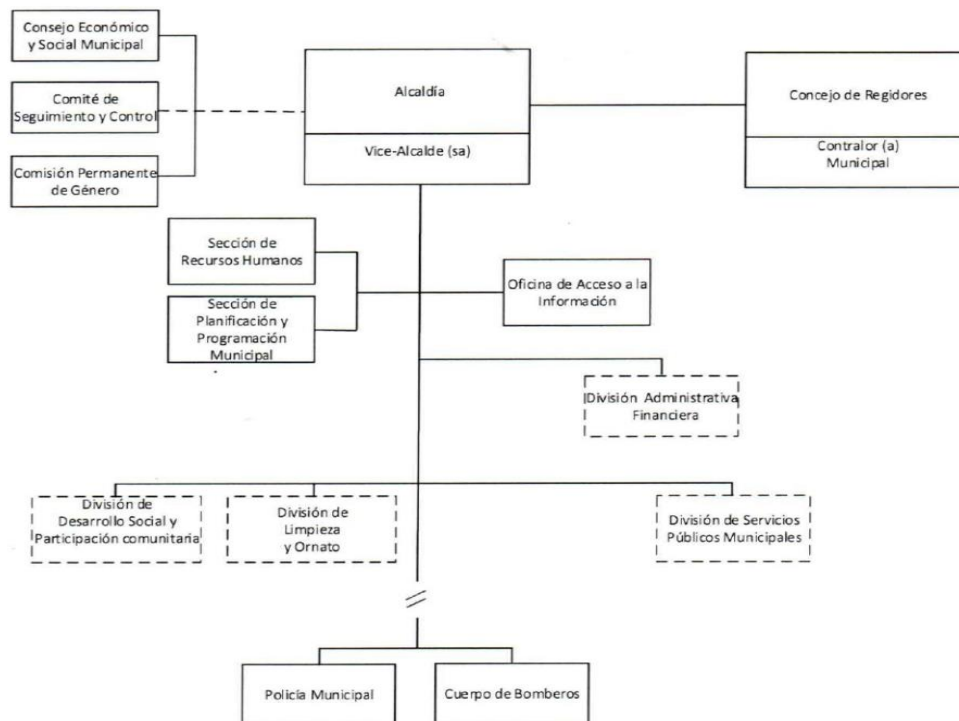 Consejo Económico
y Social Municipal
Comité de
Seguimiento y Control
Comisión Permanente
de Género
Alcaldía
Vice-Alcalde (sa)
Concejo de Regidores
Contralor (a)
Municipal
Sección de
Recursos Humanos
Sección de
Planificación y
Programación
Municipal
Oficina de Acceso a la
Información
División Administrativa
Financiera
División de
Desarrollo Social y
Participación comunitaria
División de
Limpieza
y Ornato
División de Servicios
Públicos Municipales
Policía Municipal
Cuerpo de Bomberos